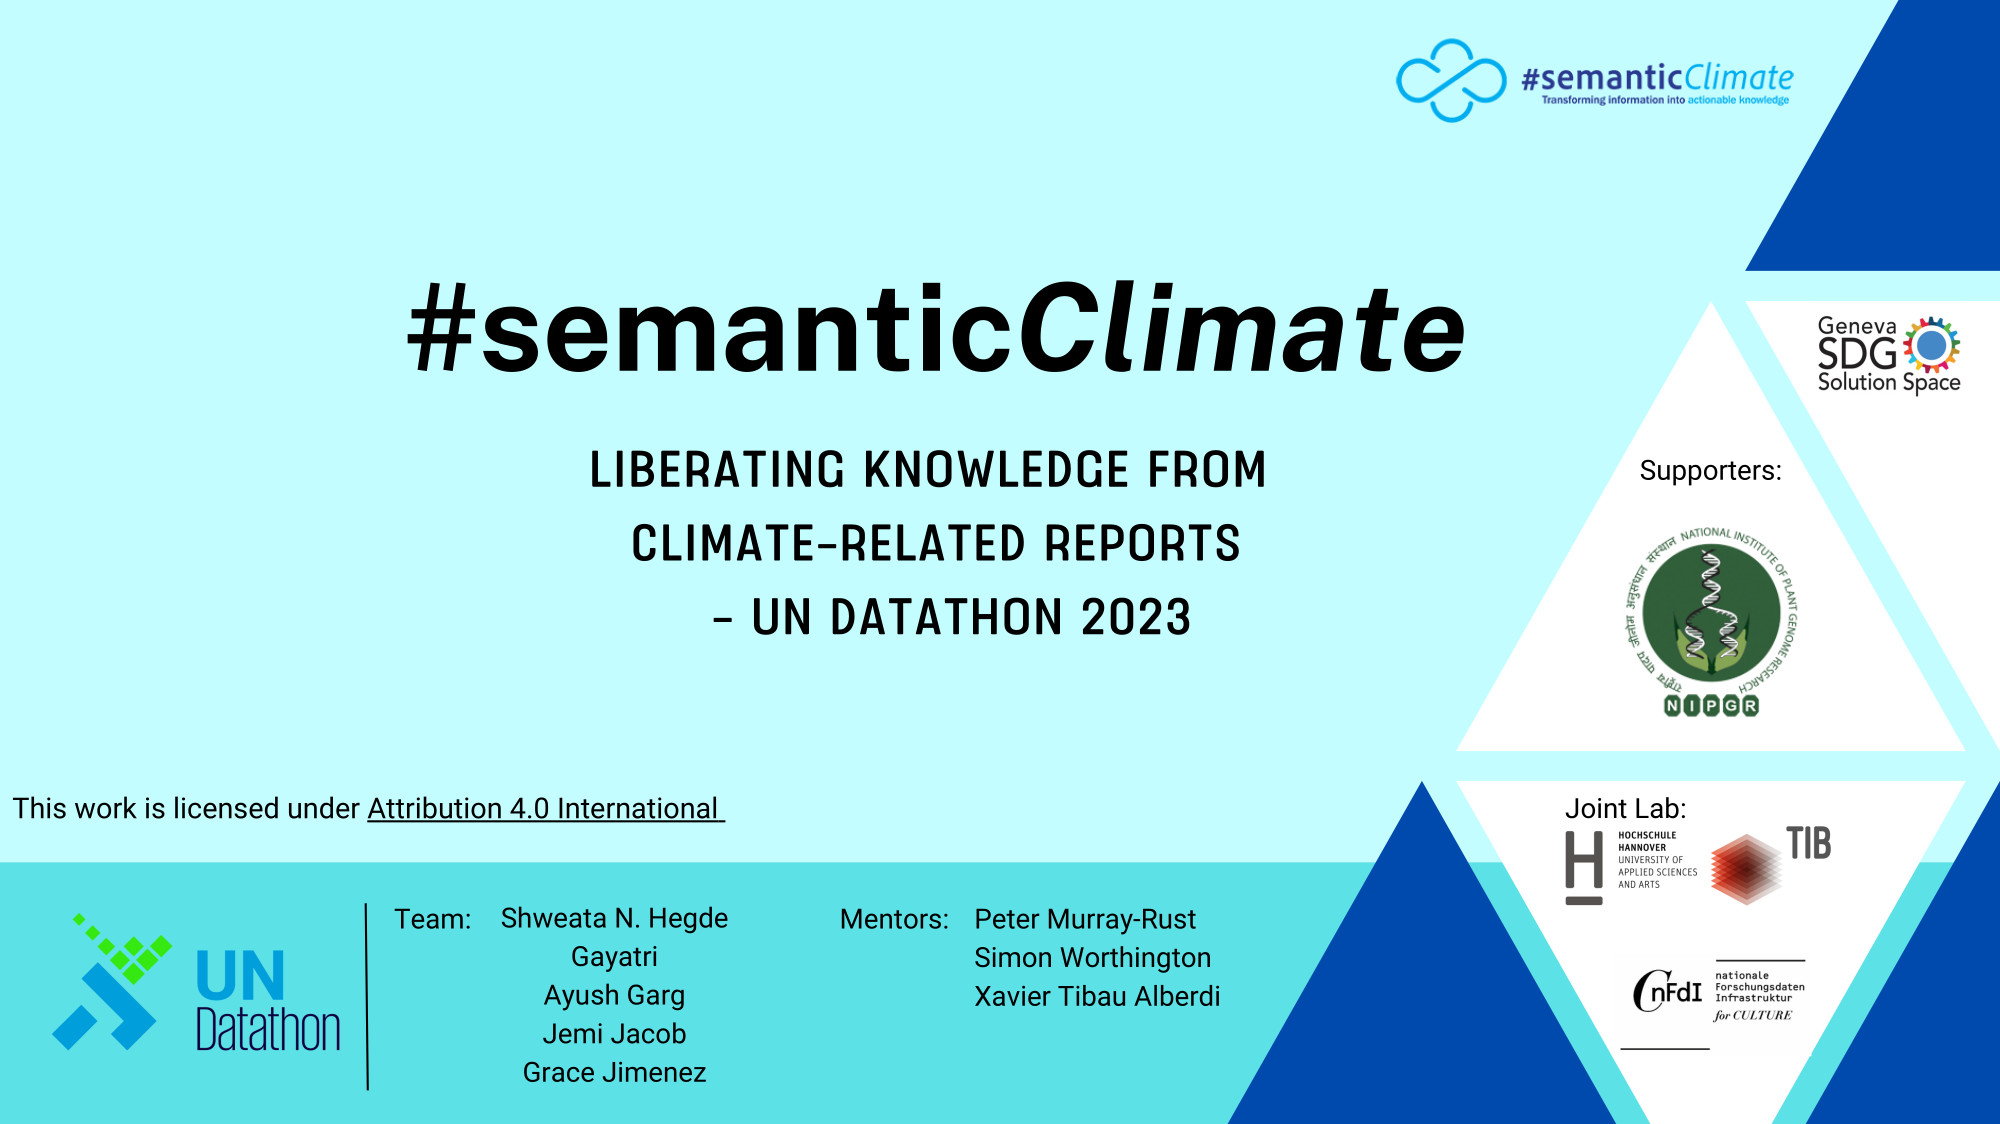 #semanticClimate
Transforming information into actionable knowledge
#semanticClimate
LIBERATING KNOWLEDGE FROM
CLIMATE-RELATED REPORTS
- UN DATATHON 2023
Geneva
SDG
Solution Space
Supporters:
राष्ट्रीय पादप जीनोम अनुसंधान संस्थान NATIONAL INSTITUTE OF PLANT GENOME RESEARCH
NIPGR
This work is licensed under Attribution 4.0 International
Joint Lab:
HOCHSCHULE
HANNOVER
UNIVERSITY OF
APPLIED SCIENCES
AND ARTS
TIB
nFdI
nationale
Forschungsdaten
Infrastruktur
for CULTURE
UN
Datathon
Team:
Shweata N. Hegde
Gayatri
Ayush Garg
Jemi Jacob
Grace Jimenez
Mentors:
Peter Murray-Rust
Simon Worthington
Xavier Tibau Alberdi